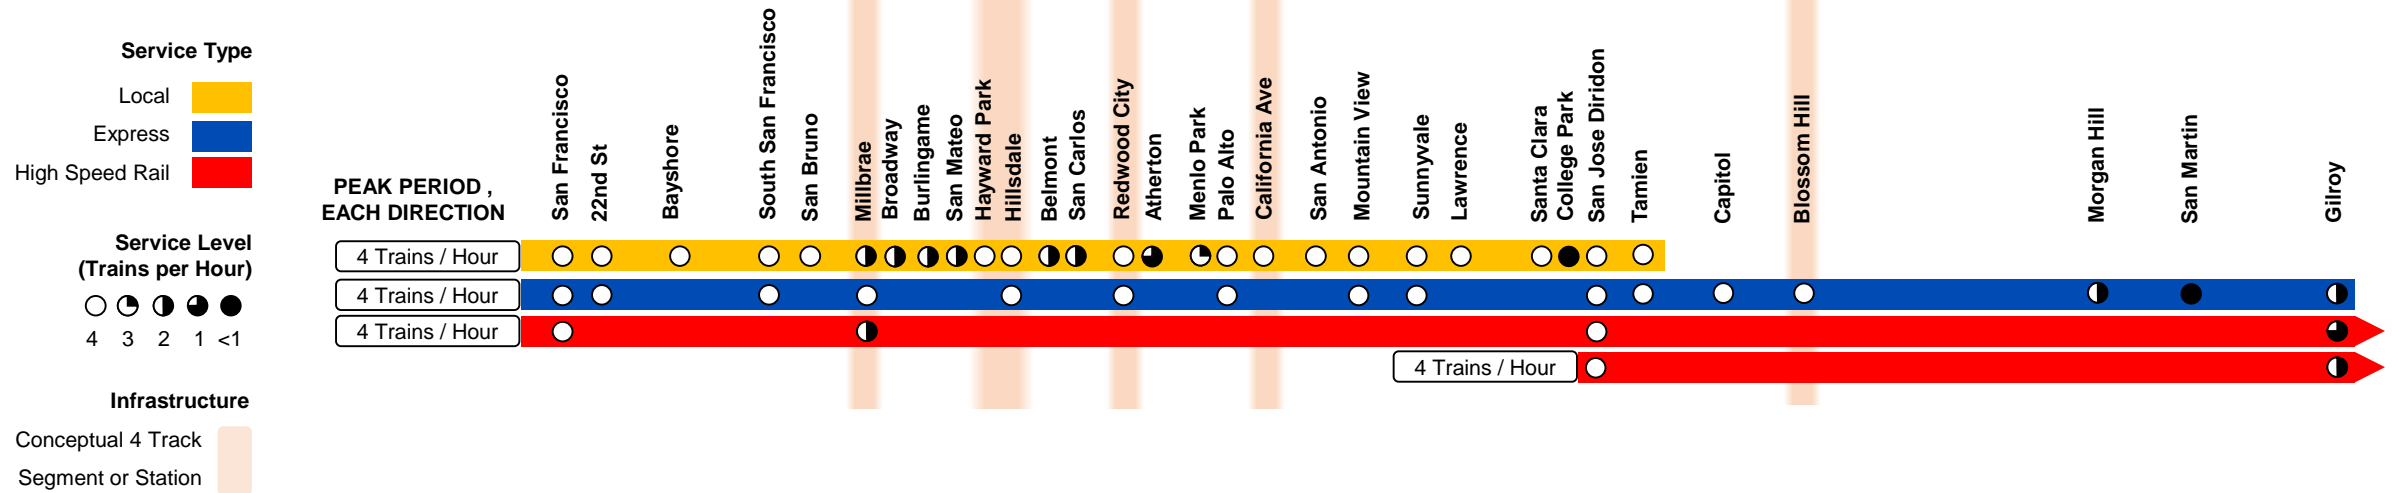 Service Type
Local
Express
High Speed Rail
Service Level
(Trains per Hour)
4 3 2 1 <1
Infrastructure
Conceptual 4 Track
Segment or Station
PEAK PERIOD ,
EACH DIRECTION
San Francisco
22nd St
Bayshore
South San Francisco
San Bruno
Millbrae
Broadway
Burlingame
San Mateo
Hayward Park
Hillsdale
Belmont
San Carlos
Redwood City
Atherton
Menlo Park
Palo Alto
California Ave
San Antonio
Mountain View
Sunnyvale
Lawrence
Santa Clara
College Park
San Jose Diridon
Tamien
Capitol
Blossom Hill
Morgan Hill
San Martin
Gilroy
4 Trains / Hour
4 Trains / Hour
4 Trains / Hour
4 Trains / Hour